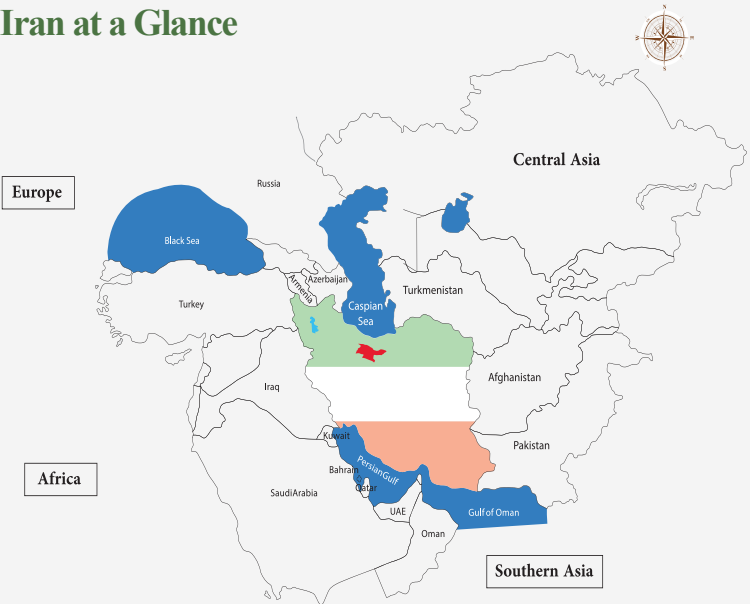 Iran at a Glance
N
W
E
S
Central Asia
Europe
Russia
Black Sea
Azerbaijan
Armenia
Turkmenistan
Caspian
Sea
Turkey
Afghanistan
Iraq
Kuwait
Pakistan
PersianGulf
Bahrain
Qatar
Africa
SaudiArabia
UAE
Gulf of Oman
Oman
Southern Asia